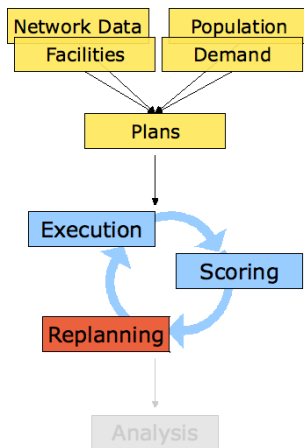 Network Data
Population
Facilities
Demand
Plans
Execution
Scoring
Replanning
Analysis